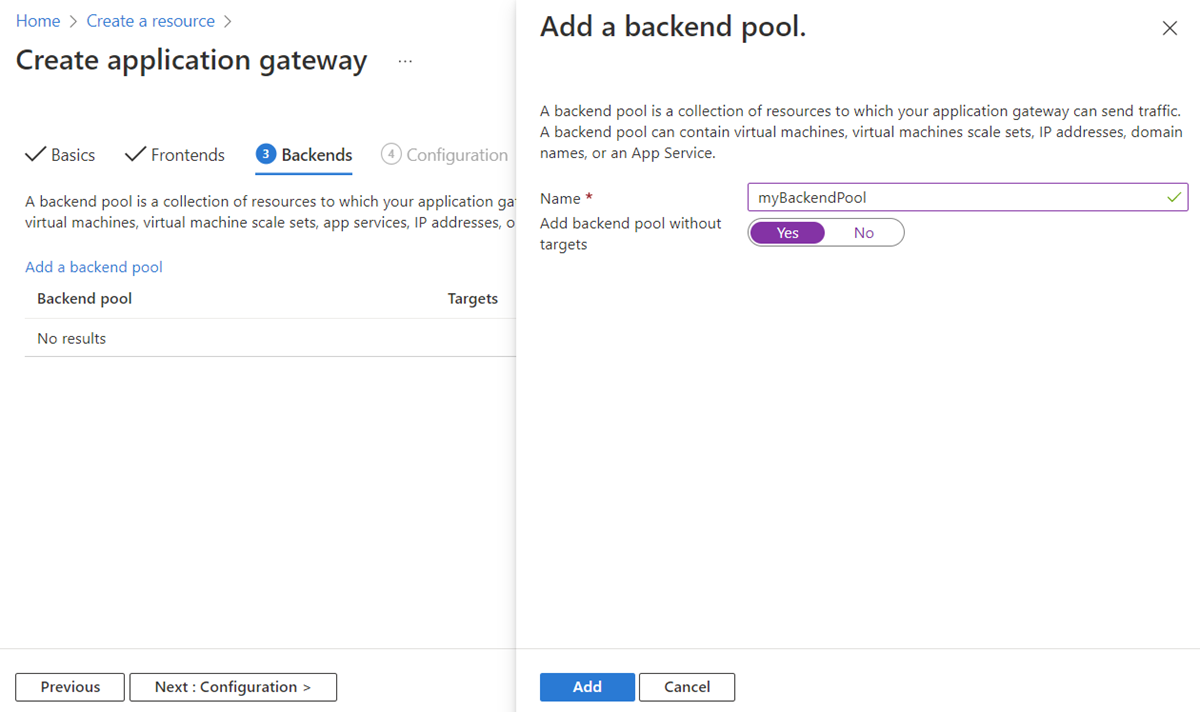 Home > Create a resource >
Create application gateway ...
Basics Frontends 3 Backends 4 Configuration
A backend pool is a collection of resources to which your application ga
virtual machines, virtual machine scale sets, app services, IP addresses, o
Add a backend pool
Backend pool Targets
No results
Previous Next : Configuration >
Add a backend pool.
A backend pool is a collection of resources to which your application gateway can send traffic.
A backend pool can contain virtual machines, virtual machines scale sets, IP addresses, domain
names, or an App Service.
Name * myBackendPool
Add backend pool without
targets
Yes No
Add Cancel